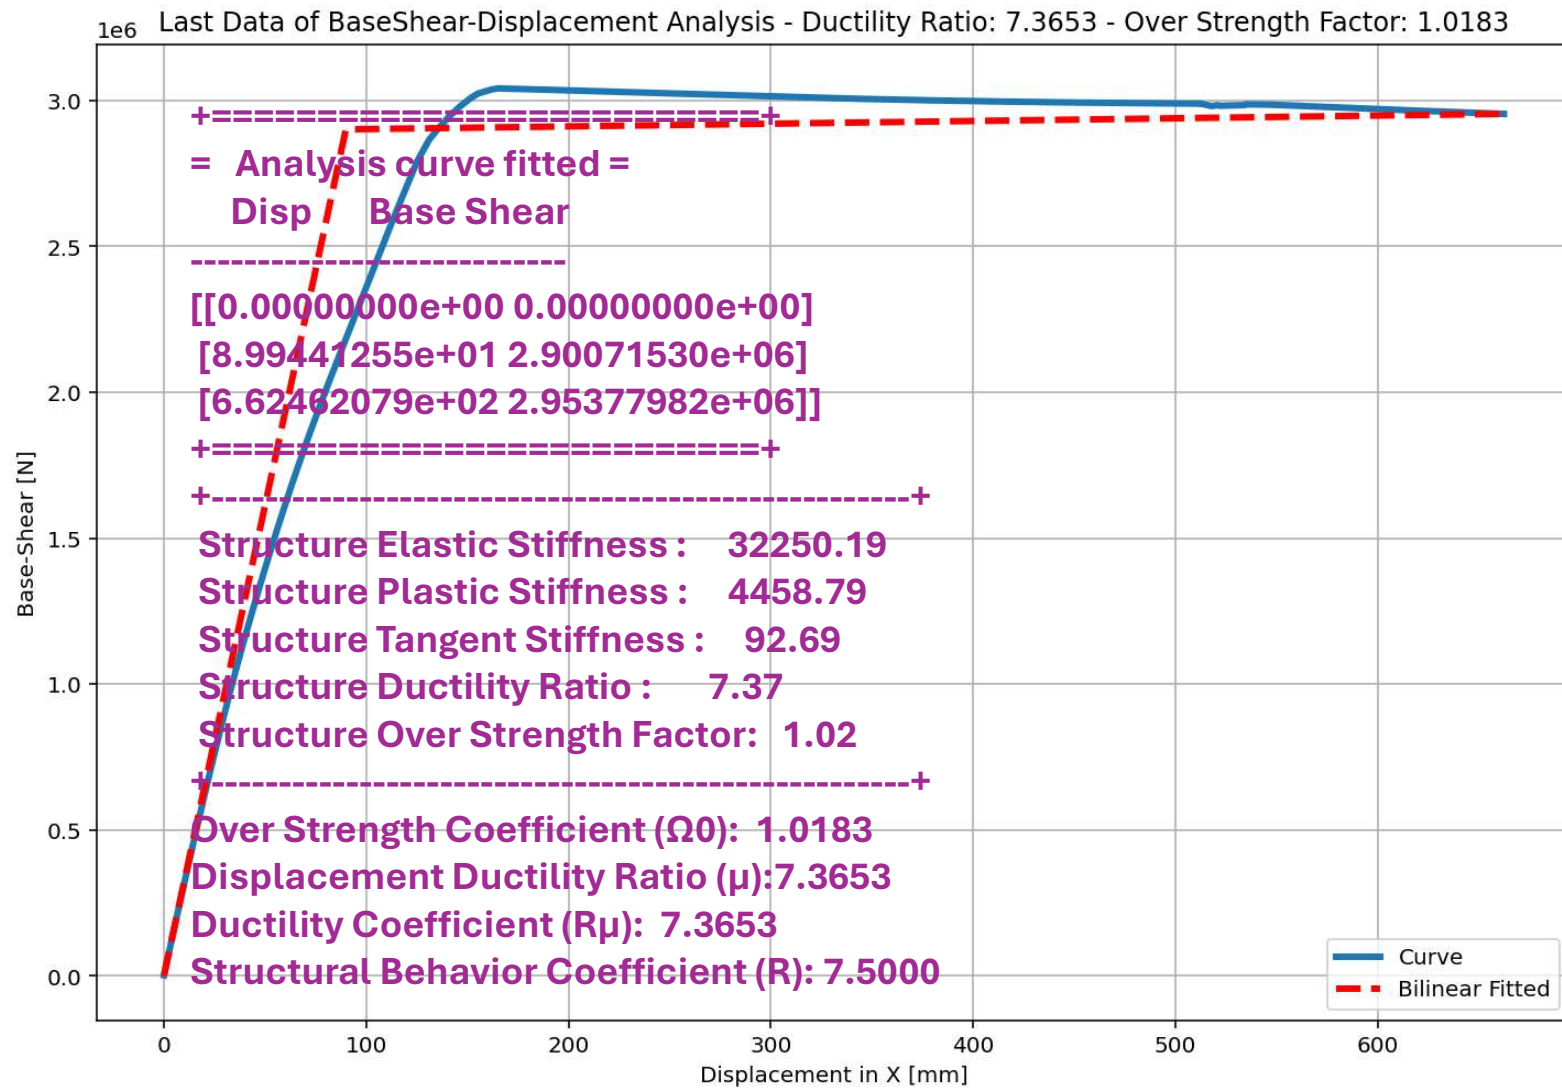 Last Data of BaseShear-Displacement Analysis - Ductility Ratio: 7.3653 - Over Strength Factor: 1.0183
1e6
3.0
2.5
2.0
1.5
1.0
0.5
0.0
Base-Shear [N]
+========================+
= Analysis curve fitted =
Disp Base Shear
----------------------------
[[0.00000000e+00 0.00000000e+00]
[8.99441255e+01 2.90071530e+06]
[6.62462079e+02 2.95377982e+06]]
+========================+
+----------------------------------------------------+
Structure Elastic Stiffness : 32250.19
Structure Plastic Stiffness : 4458.79
Structure Tangent Stiffness : 92.69
Structure Ductility Ratio : 7.37
Structure Over Strength Factor: 1.02
+----------------------------------------------------+
Over Strength Coefficient (Ω0): 1.0183
Displacement Ductility Ratio (μ):7.3653
Ductility Coefficient (Rμ): 7.3653
Structural Behavior Coefficient (R): 7.5000
Curve
Bilinear Fitted
0 100 200 300 400 500 600
Displacement in X [mm]